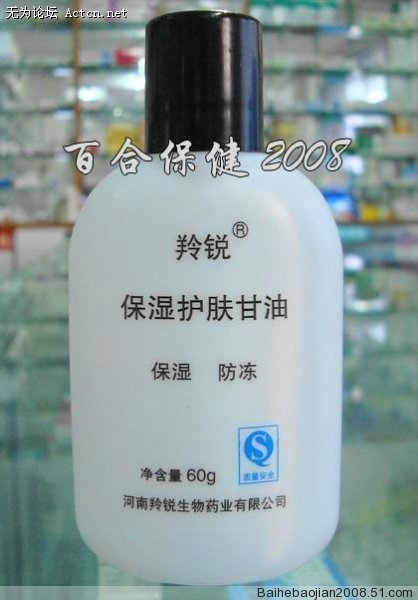 无为论坛 Actcn.net
百合保健 2008
羚锐®
保湿护肤甘油
保湿 防冻
净含量 60g
质量安全
河南羚锐生物药业有限公司
Baihebaojian2008.51.com